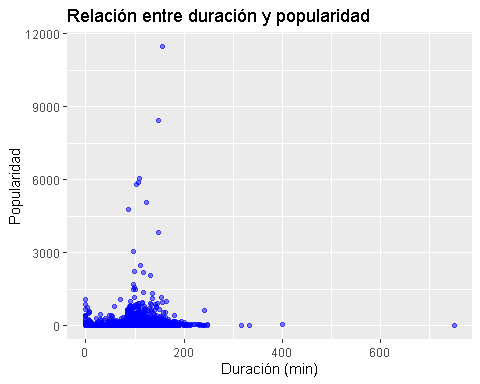 Relación entre duración y popularidad
12000
9000
6000
3000
0
Popularidad
0 200 400 600
Duración (min)